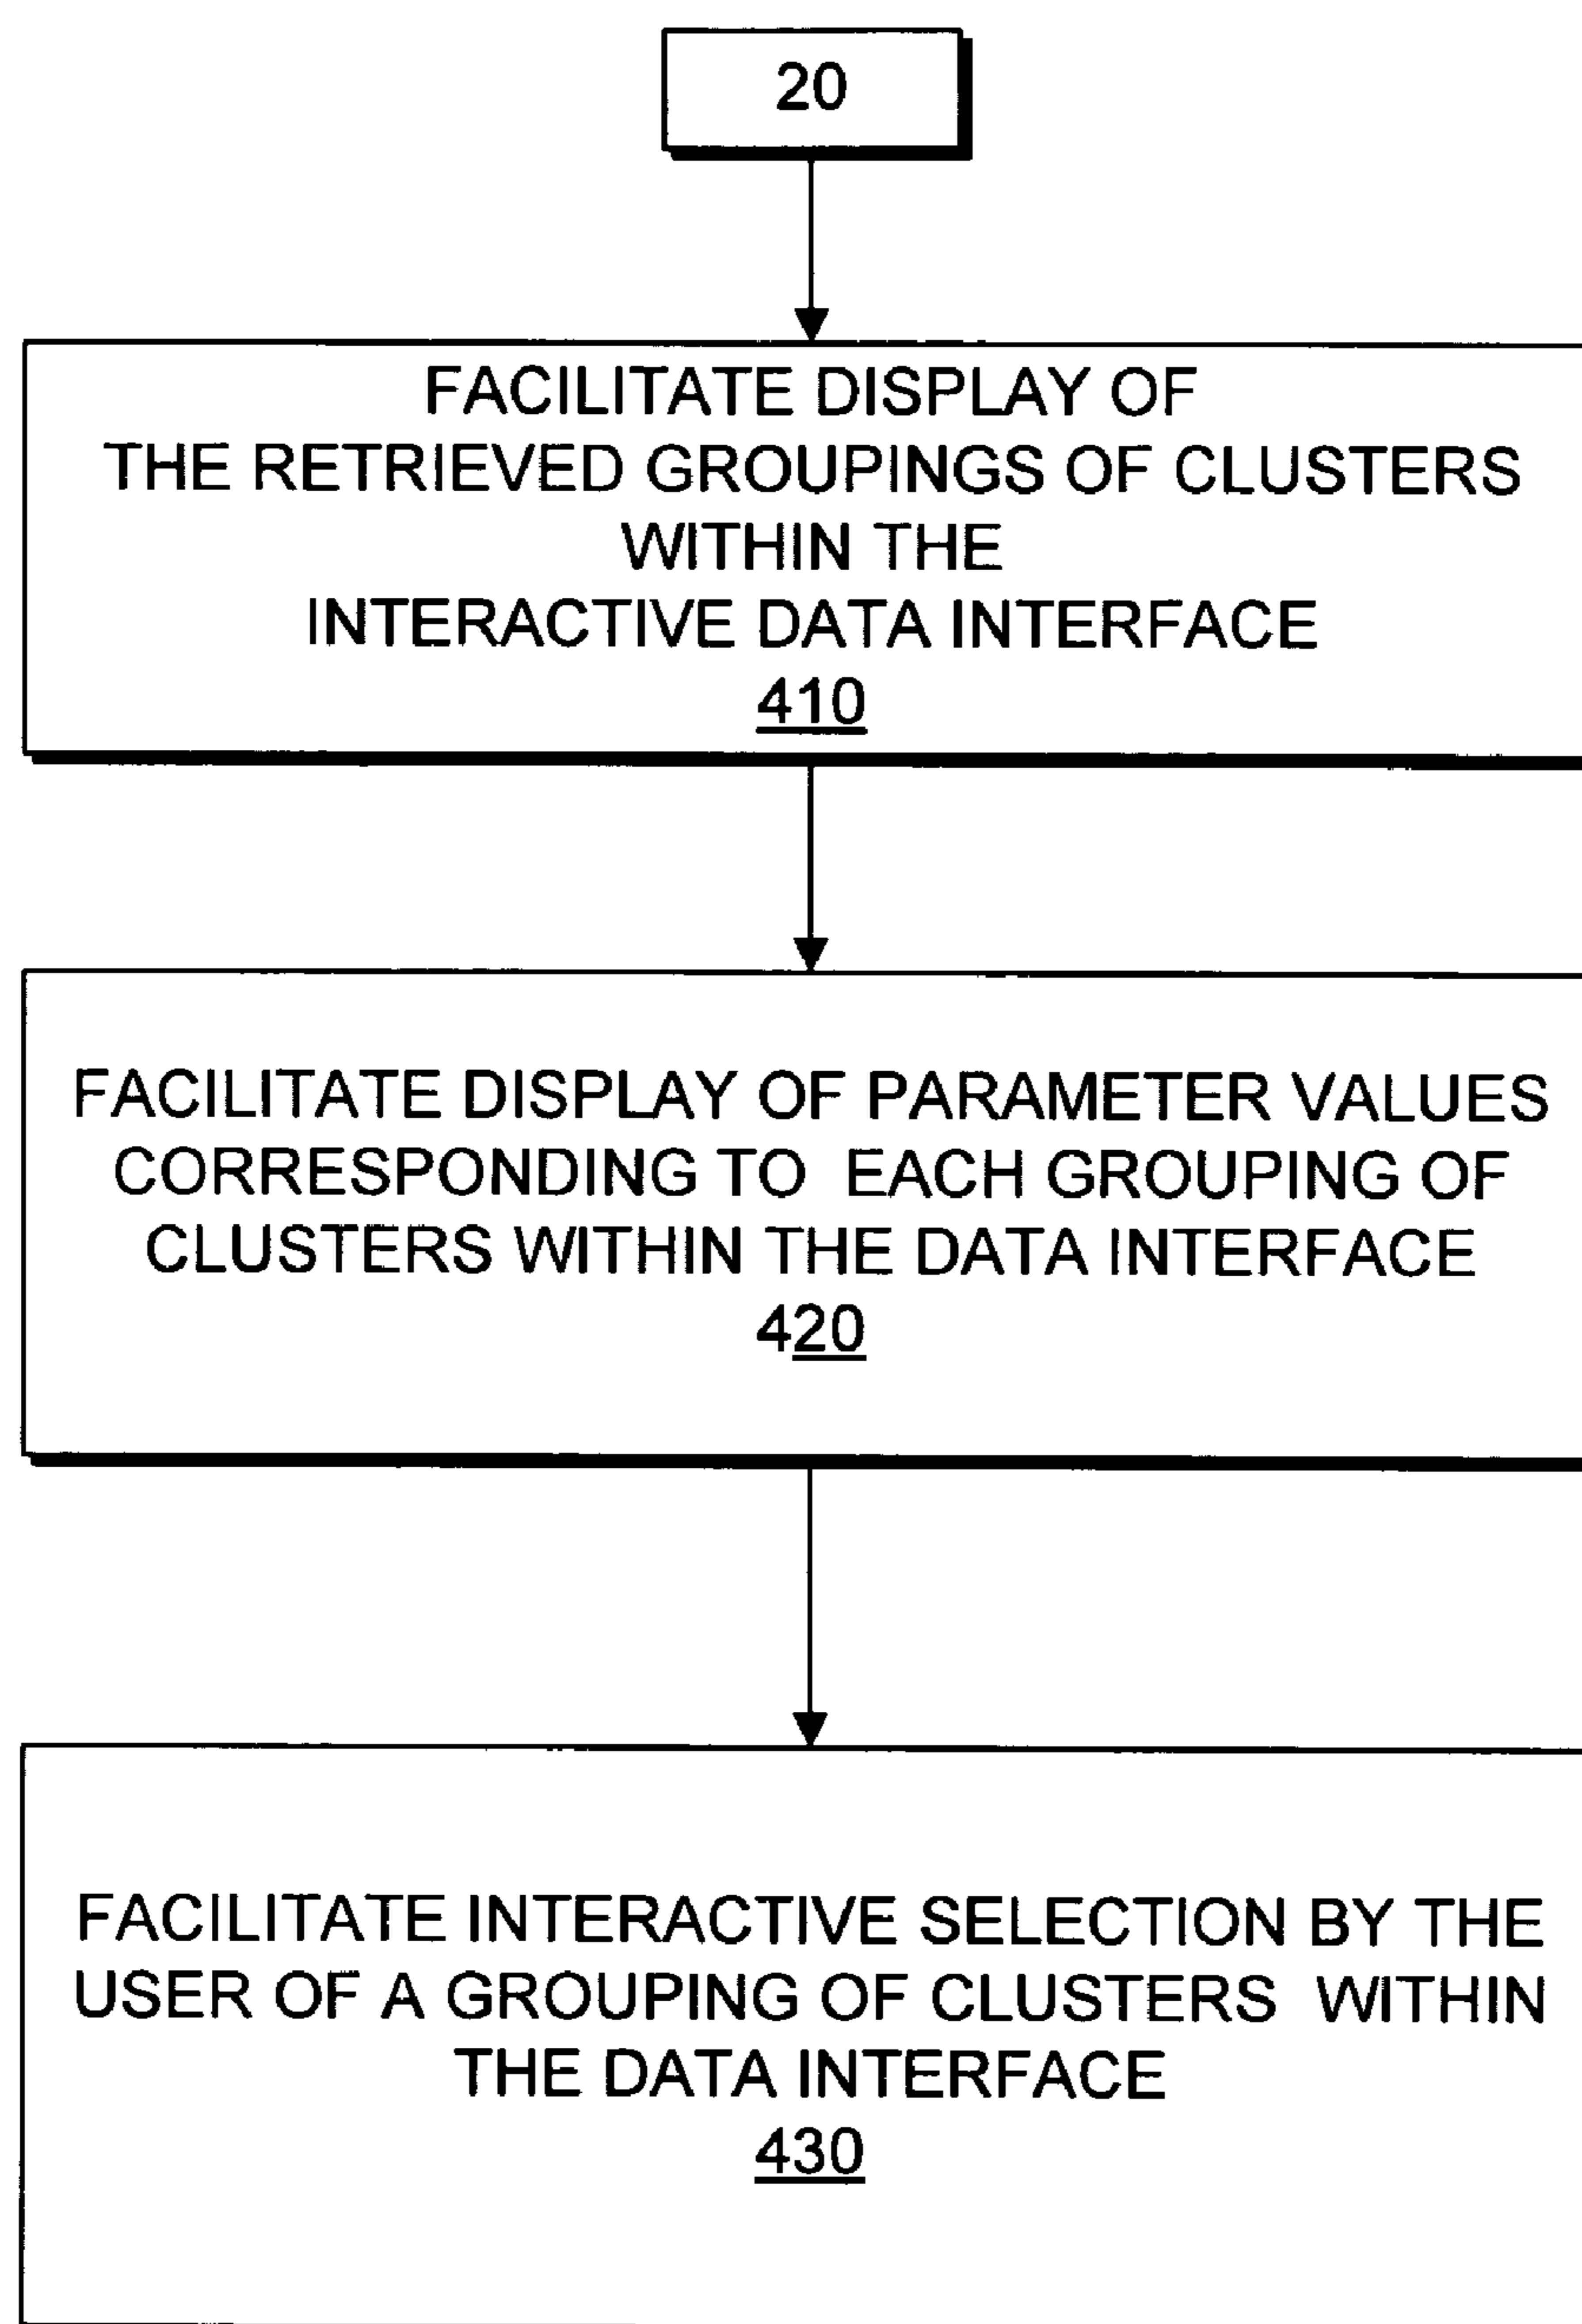 20
FACILITATE DISPLAY OF
THE RETRIEVED GROUPINGS OF CLUSTERS
WITHIN THE
INTERACTIVE DATA INTERFACE
410
FACILITATE DISPLAY OF PARAMETER VALUES
CORRESPONDING TO EACH GROUPING OF
CLUSTERS WITHIN THE DATA INTERFACE
420
FACILITATE INTERACTIVE SELECTION BY THE
USER OF A GROUPING OF CLUSTERS WITHIN
THE DATA INTERFACE
430